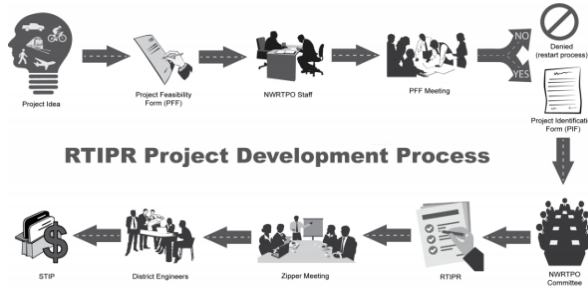 NO
YES
Denied
(restart process)
Project Idea
Project Feasibility
Form (PFF)
NWRTPO Staff
PFF Meeting
Project Identificatio
Form (PIF)
RTIPR Project Development Process
STIP
District Engineers
Zipper Meeting
RTIPR
NWRTPO
Committee